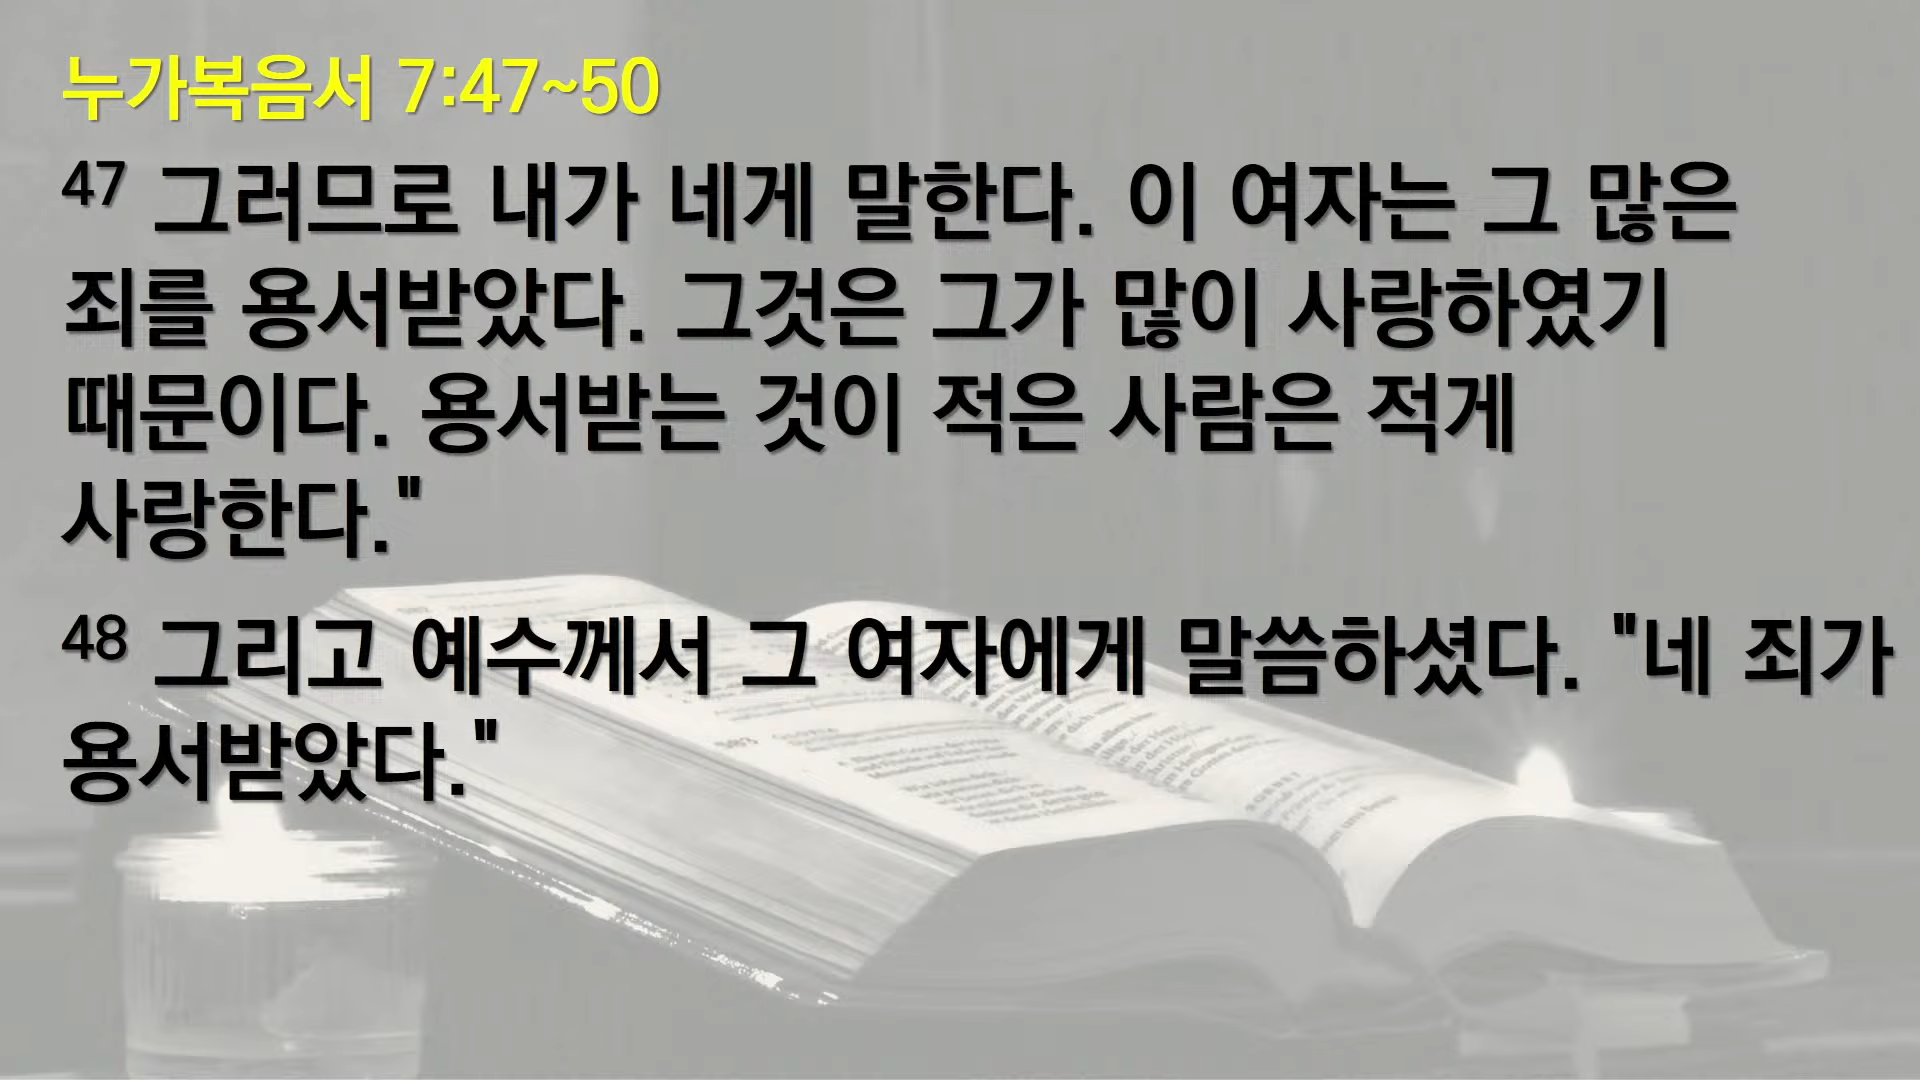 누가복음서 7:47~50
47 그러므로 내가 네게 말한다. 이 여자는 그 많은
죄를 용서받았다. 그것은 그가 많이 사랑하였기
때문이다. 용서받는 것이 적은 사람은 적게
사랑한다."
48 그리고 예수께서 그 여자에게 말씀하셨다. "네 죄가
용서받았다."